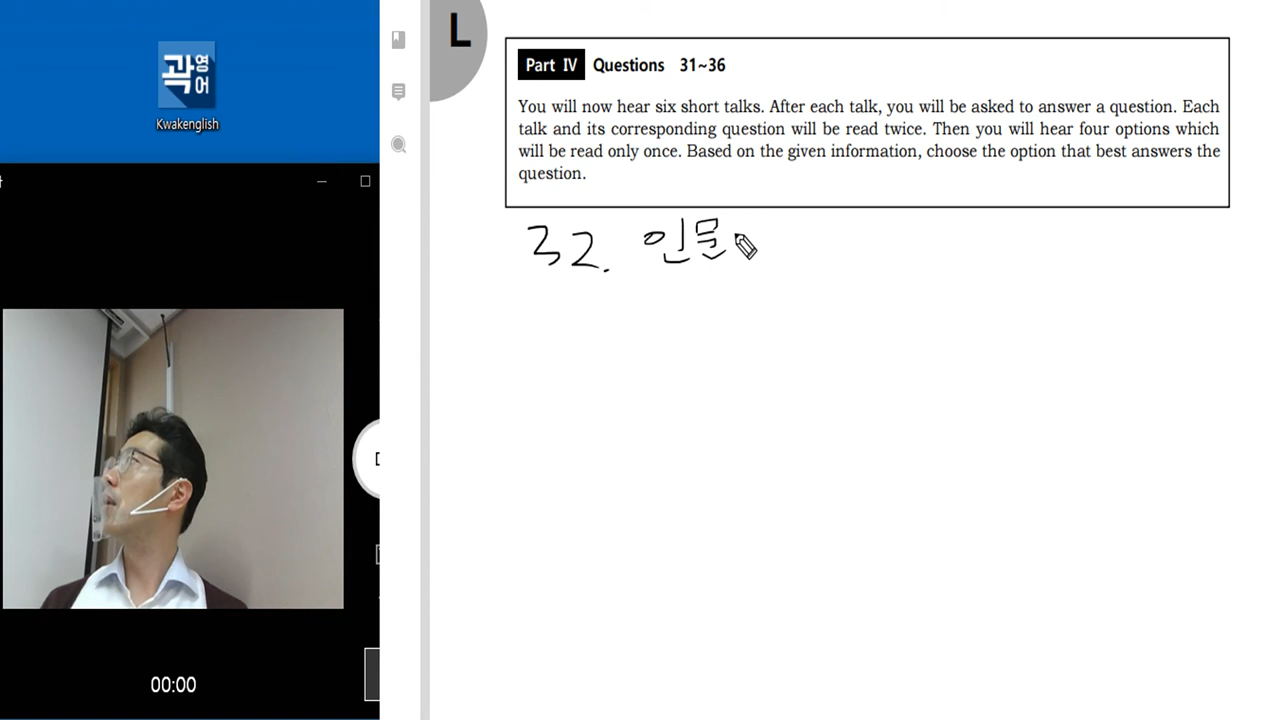 곽영어
Kwakenglish
L
Part IV Questions 31~36
You will now hear six short talks. After each talk, you will be asked to answer a question. Each
talk and its corresponding question will be read twice. Then you will hear four options which
will be read only once. Based on the given information, choose the option that best answers the
question.
32. 인물
00:00